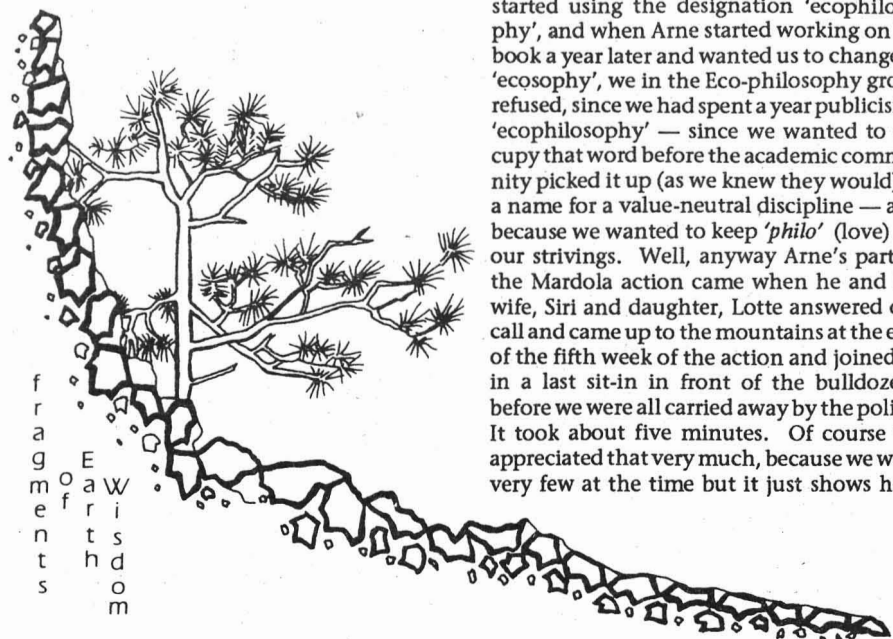 started using the designation 'ecophilo
phy', and when Arne started working on
book a year later and wanted us to change
'ecosophy', we in the Eco-philosophy gro
refused, since we had spent a year publicis
'ecophilosophy' — since we wanted to
cupy that word before the academic comm
nity picked it up (as we knew they would)
a name for a value-neutral discipline — a
because we wanted to keep 'philo' (love)
our strivings. Well, anyway Arne's part
the Mardola action came when he and
wife, Siri and daughter, Lotte answered
call and came up to the mountains at the e
of the fifth week of the action and joined
in a last sit-in in front of the bulldoze
before we were all carried away by the poli
It took about five minutes. Of course
appreciated that very much, because we w
very few at the time but it just shows h
fragments
of
Earth
Wisdom